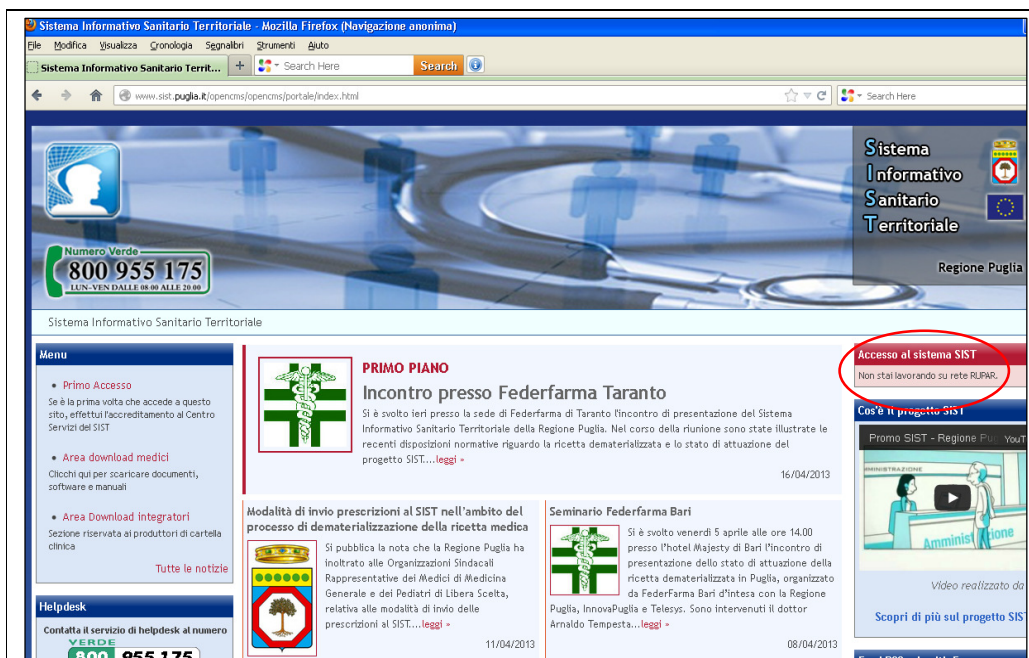 Sistema Informativo Sanitario Territoriale - Mozilla Firefox (Navigazione anonima)
File Modifica Visualizza Cronologia Segnalibri Strumenti Aiuto
Sistema Informativo Sanitario Territ... + Search Here Search
www.sist.puglia.it/opencms/opencms/portale/index.html Search Here
Sistema
Informativo
Sanitario
Territoriale
Regione Puglia
Numero Verde
800 955 175
LUN-VEN DALLE 08.00 ALLE 20.00
Sistema Informativo Sanitario Territoriale
Menu
• Primo Accesso
Se è la prima volta che accede a questo
sito, effettui l'accreditamento al Centro
Servizi del SIST
• Area download medici
Clicchi qui per scaricare documenti,
software e manuali
• Area Download integratori
Sezione riservata ai produttori di cartella
clinica
Tutte le notizie
Helpdesk
Contatta il servizio di helpdesk al numero
VERDE
800 955 175
PRIMO PIANO
Incontro presso Federfarma Taranto
Si è svolto ieri presso la sede di Federfarma di Taranto l'incontro di presentazione del Sistema
Informativo Sanitario Territoriale della Regione Puglia. Nel corso della riunione sono state illustrate le
recenti disposizioni normative riguardo la ricetta dematerializzata e lo stato di attuazione del
progetto SIST....leggi »
16/04/2013
Modalità di invio prescrizioni al SIST nell'ambito del
processo di dematerializzazione della ricetta medica
Si pubblica la nota che la Regione Puglia ha
inoltrato alle Organizzazioni Sindacali
Rappresentative dei Medici di Medicina
Generale e dei Pediatri di Libera Scelta,
relativa alle modalità di invio delle
prescrizioni al SIST....leggi »
11/04/2013
Seminario Federfarma Bari
Si è svolto venerdì 5 aprile alle ore 14.00
presso l'hotel Majesty di Bari l'incontro di
presentazione dello stato di attuazione della
ricetta dematerializzata in Puglia, organizzato
da FederFarma Bari d'intesa con la Regione
Puglia, InnovaPuglia e Telesys. Sono intervenuti il dottor
Arnaldo Tempesta...leggi »
08/04/2013
Accesso al sistema SIST
Non stai lavorando su rete RUPAR.
Cos'è il progetto SIST
Promo SIST - Regione Pu YouT
MINISTRAZIONE
Amminist zione
Video realizzato da
Scopri di più sul progetto SIS